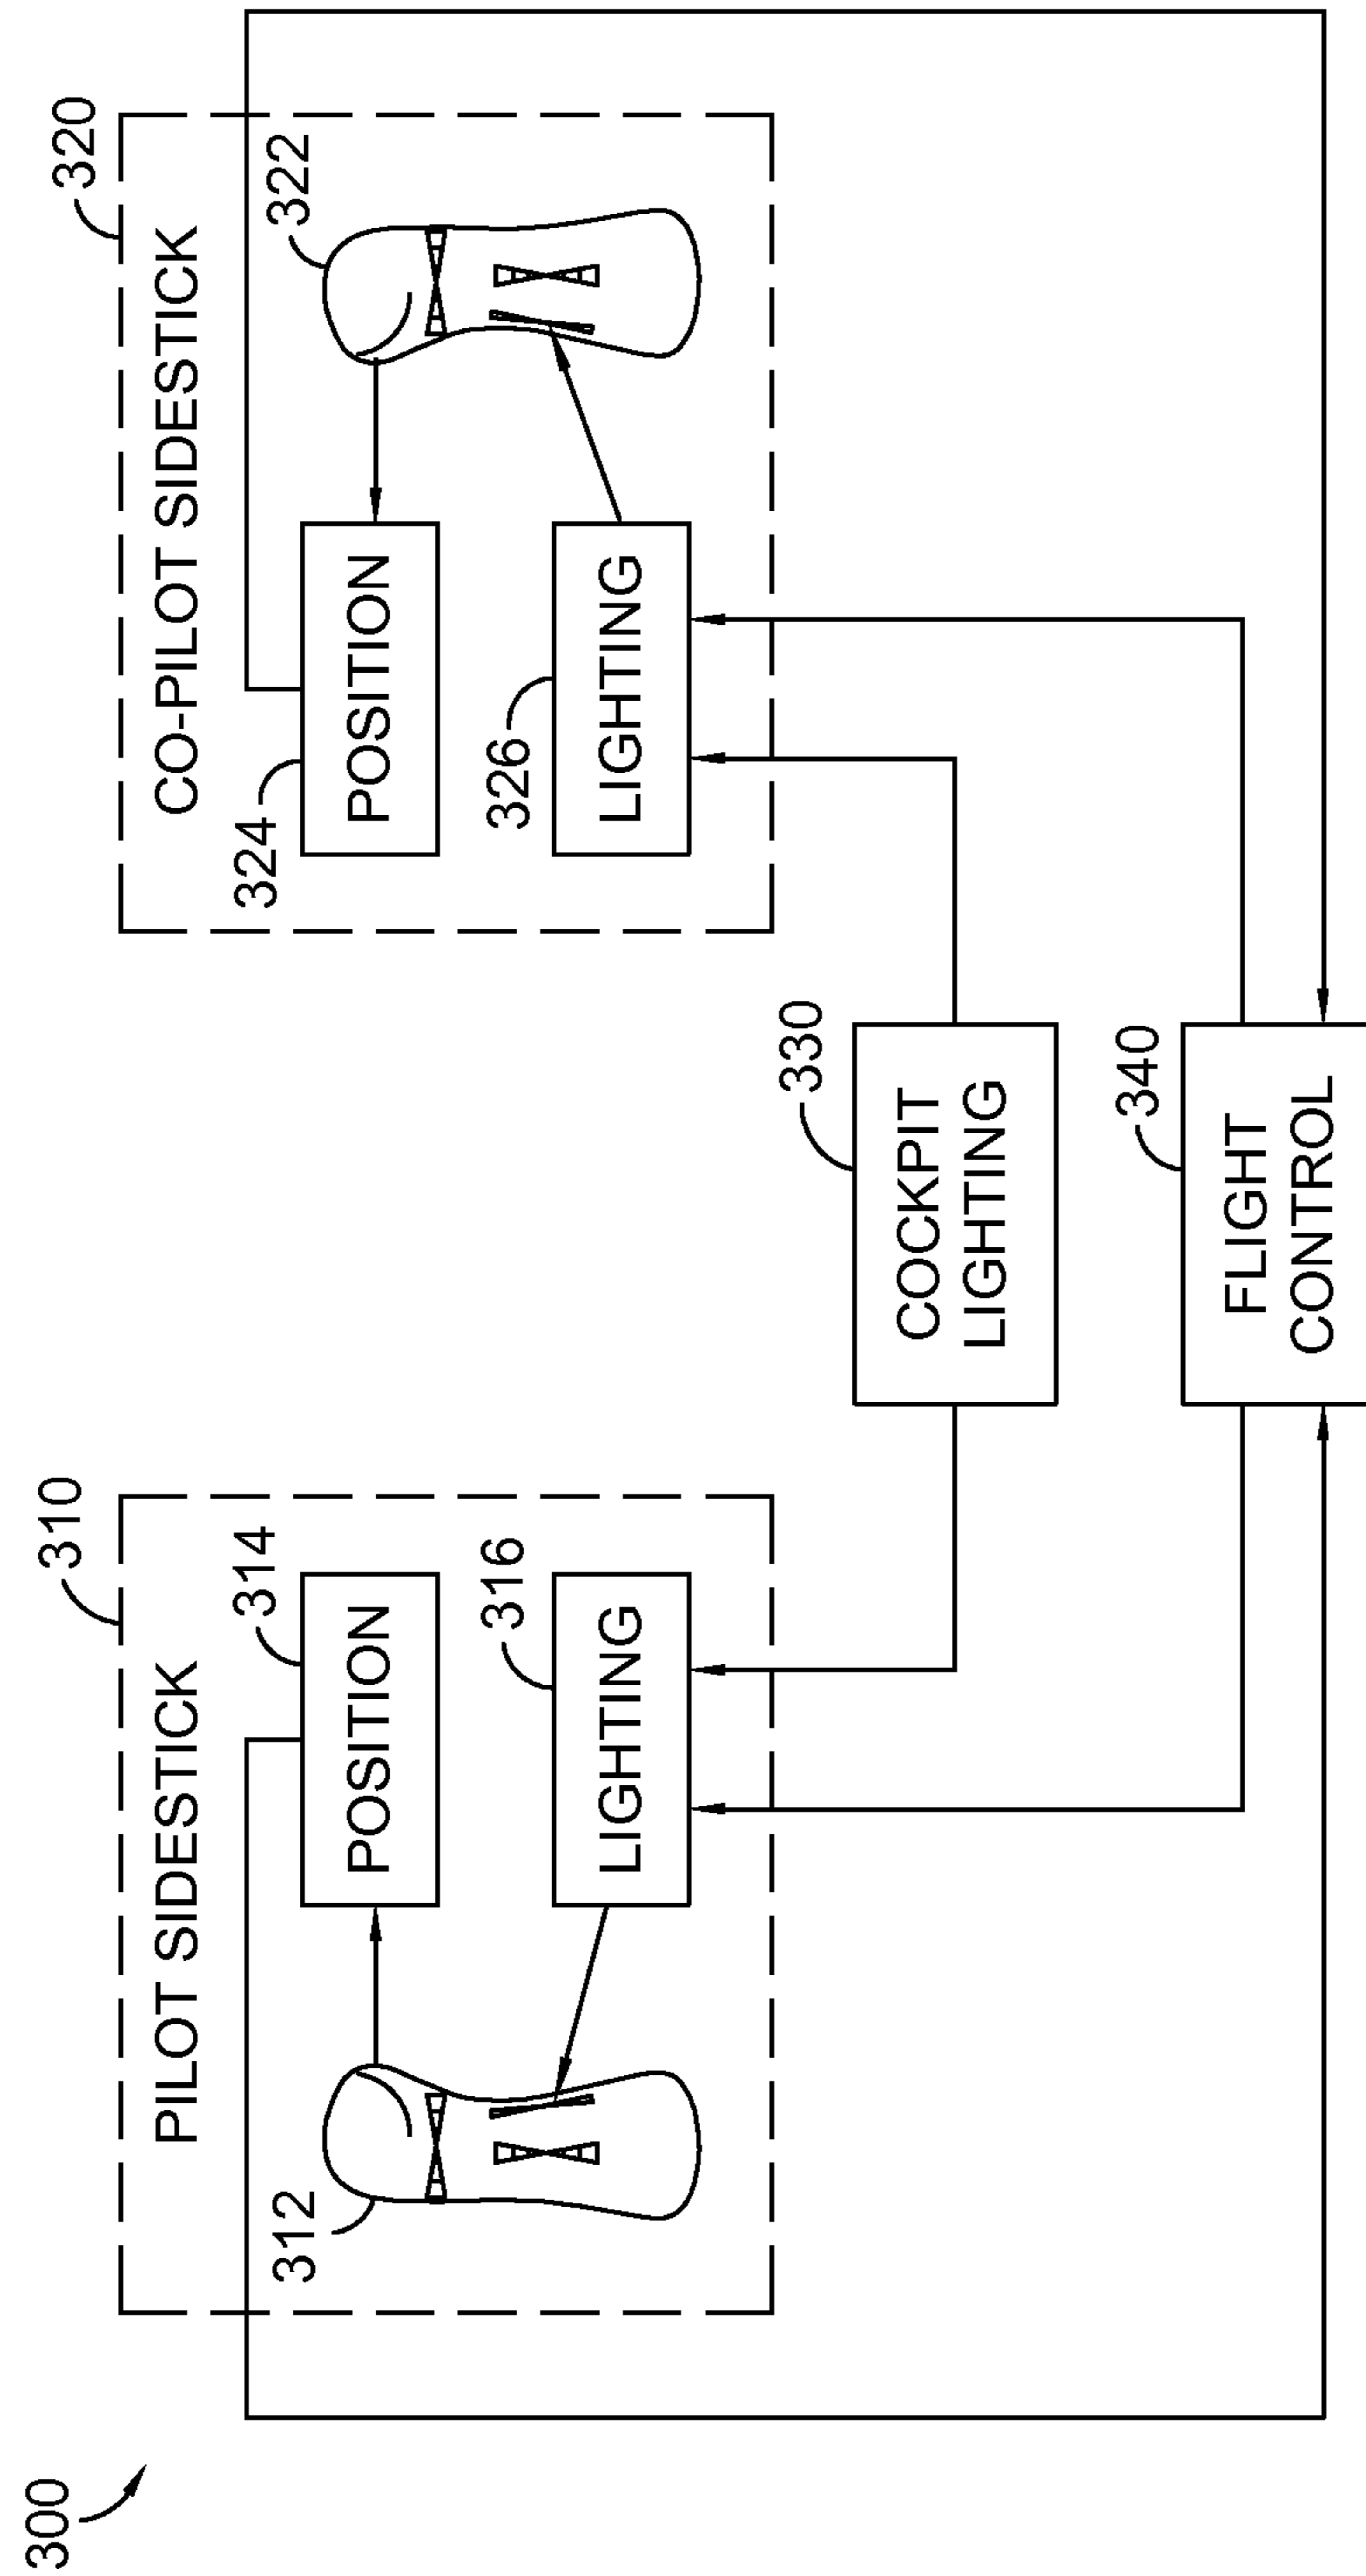 300
PILOT SIDESTICK
310
312
POSITION
314
LIGHTING
316
CO-PILOT SIDESTICK
320
322
324
POSITION
326
LIGHTING
COCKPIT
LIGHTING
330
FLIGHT
CONTROL
340